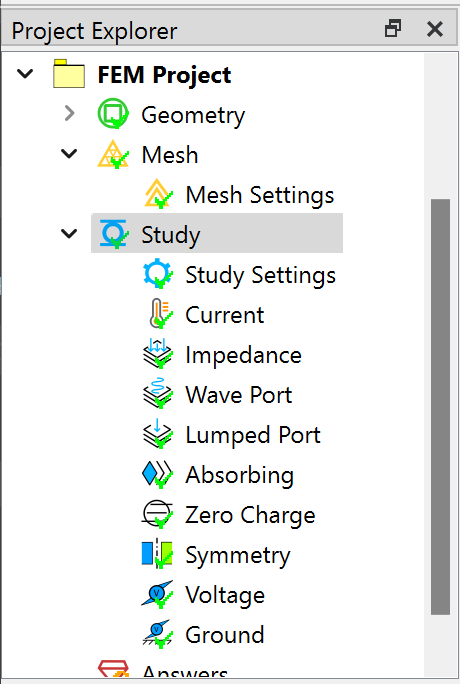 Project Explorer
FEM Project
Geometry
Mesh
Mesh Settings
Study
Study Settings
Current
Impedance
Wave Port
Lumped Port
Absorbing
Zero Charge
Symmetry
Voltage
Ground
Answers